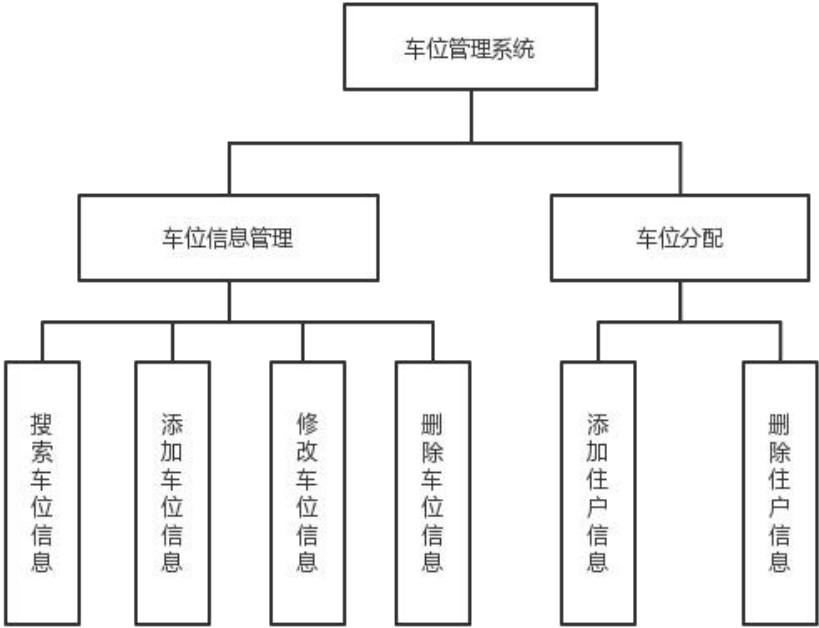 车位管理系统
车位信息管理
车位分配
搜索车位信息
添加车位信息
修改车位信息
删除车位信息
添加住户信息
删除住户信息